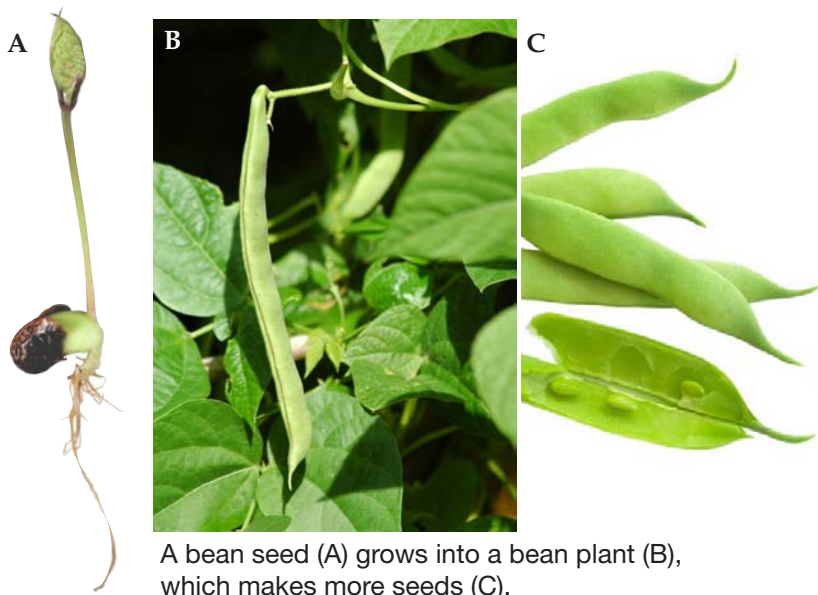 A
B
C
A bean seed (A) grows into a bean plant (B),
which makes more seeds (C).